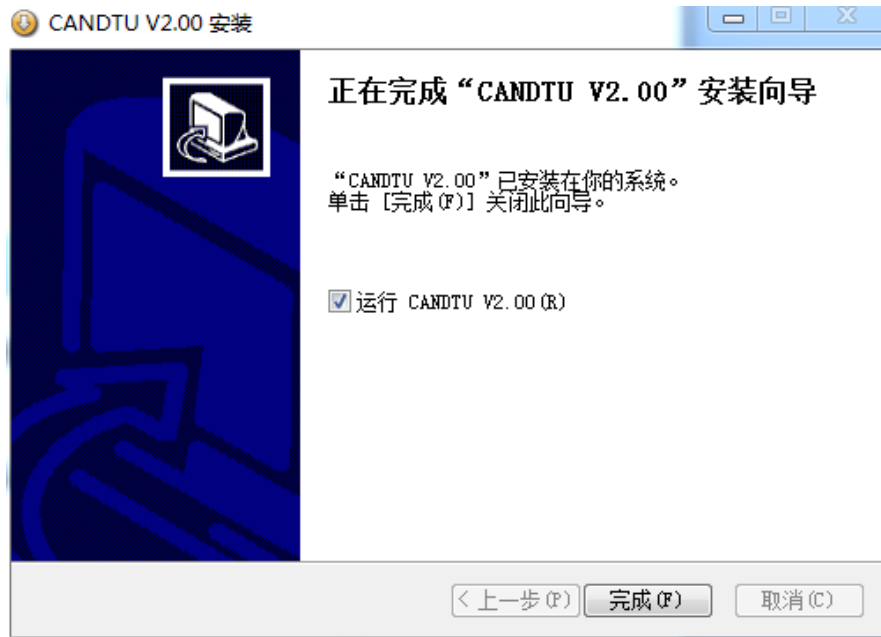 CANDTU V2.00 安装
正在完成“CANDTU V2.00”安装向导
“CANDTU V2.00”已安装在你的系统。
单击 [完成(F)] 关闭此向导。
运行 CANDTU V2.00(R)
< 上一步(P) 完成(F) 取消(C)